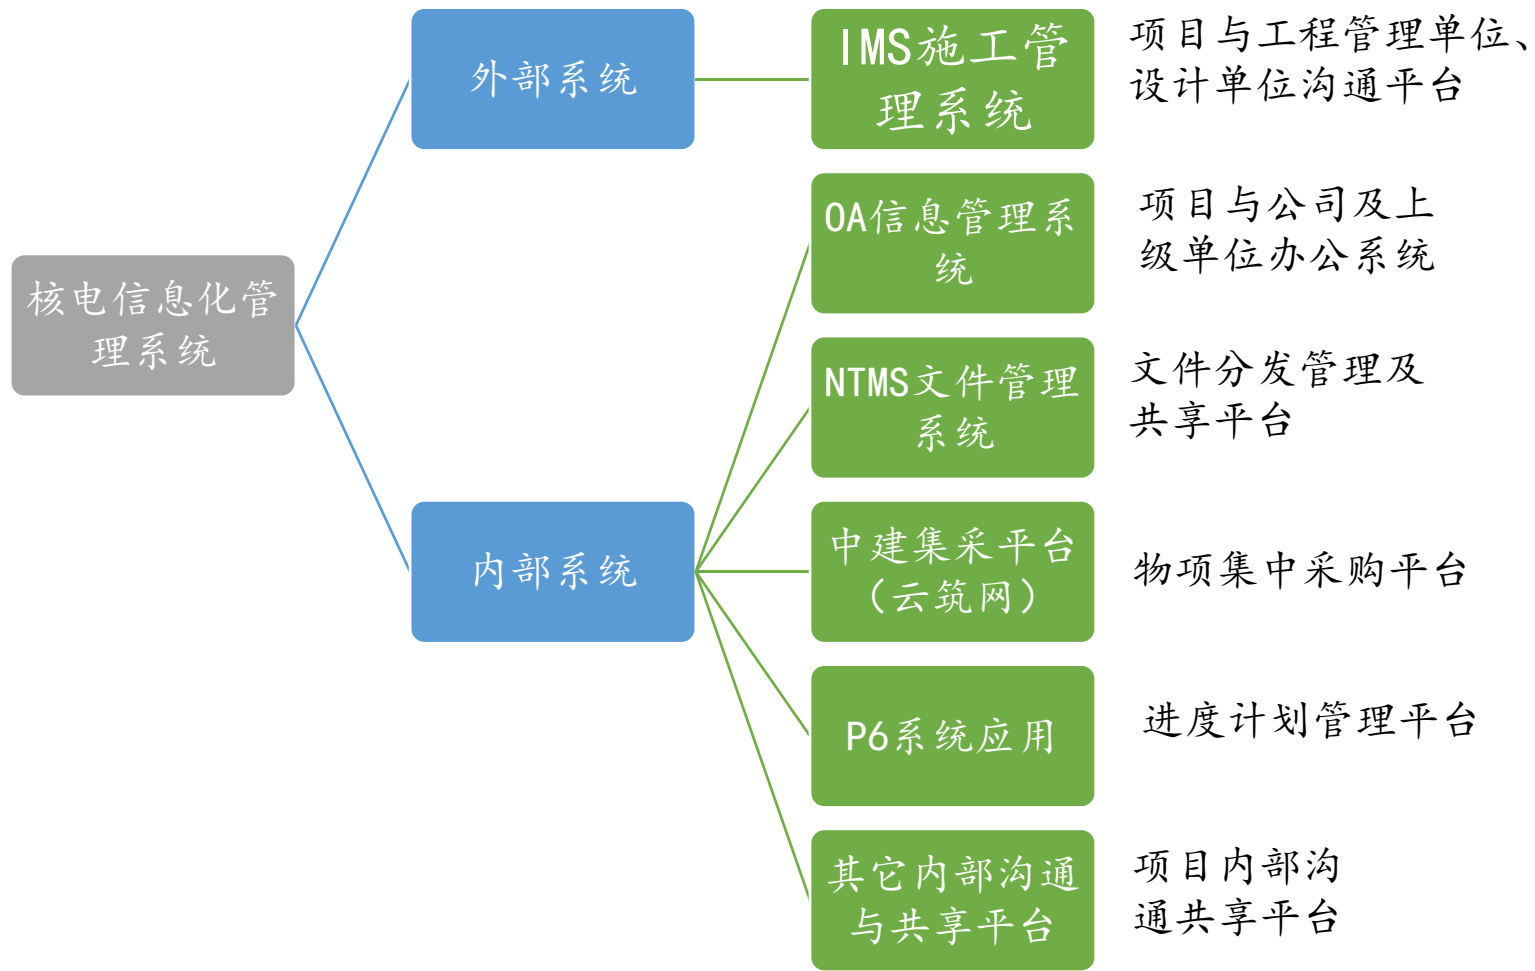 核电信息化管
理系统
外部系统
IMS施工管
理系统
项目与工程管理单位、
设计单位沟通平台
内部系统
OA信息管理系
统
项目与公司及上
级单位办公系统
NTMS文件管理
系统
文件分发管理及
共享平台
中建集采平台
（云筑网）
物项集中采购平台
P6系统应用
进度计划管理平台
其它内部沟通
与共享平台
项目内部沟
通共享平台